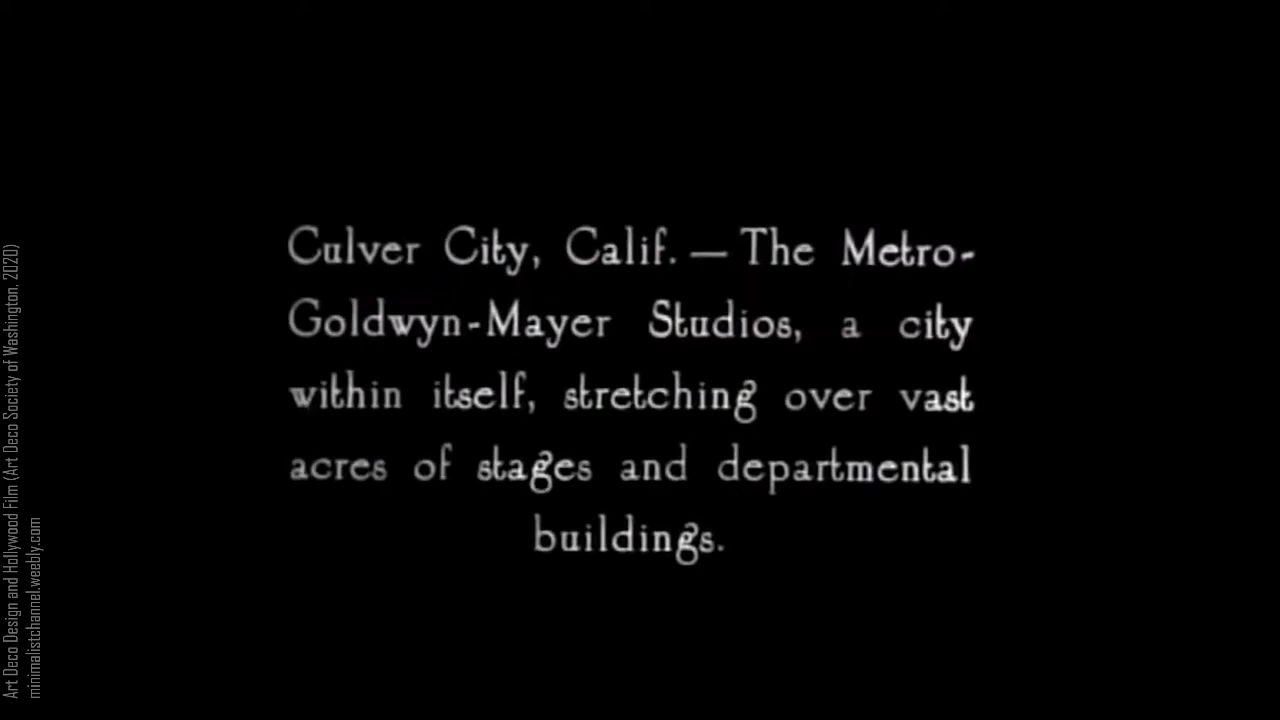 Culver City, Calif. — The Metro-
Goldwyn-Mayer Studios, a city
within itself, stretching over vast
acres of stages and departmental
buildings.
Art Deco Design and Hollywood Film (Art Deco Society of Washington, 2020)
minimalistchannel.weebly.com